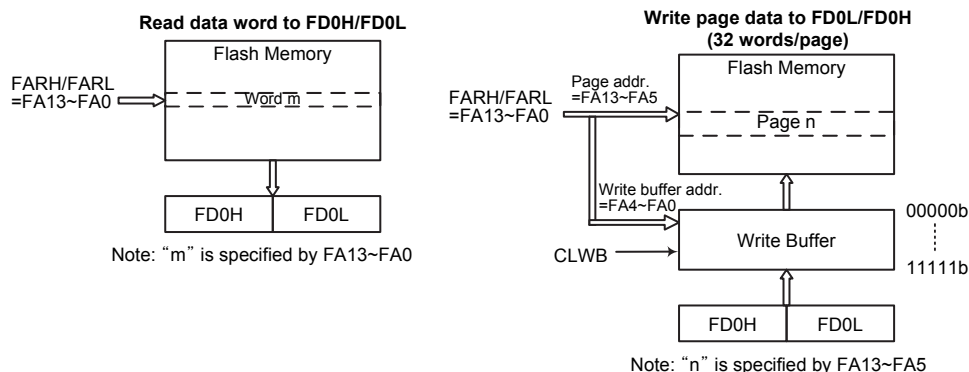 Read data word to FD0H/FD0L
Flash Memory
FARH/FARL
=FA13~FA0
Word m
FD0H FD0L
Note: “m” is specified by FA13~FA0
Write page data to FD0L/FD0H
(32 words/page)
Flash Memory
FARH/FARL
=FA13~FA0
Page addr.
=FA13~FA5
Page n
Write buffer addr.
=FA4~FA0
CLWB
Write Buffer
00000b
11111b
FD0H FD0L
Note: “n” is specified by FA13~FA5